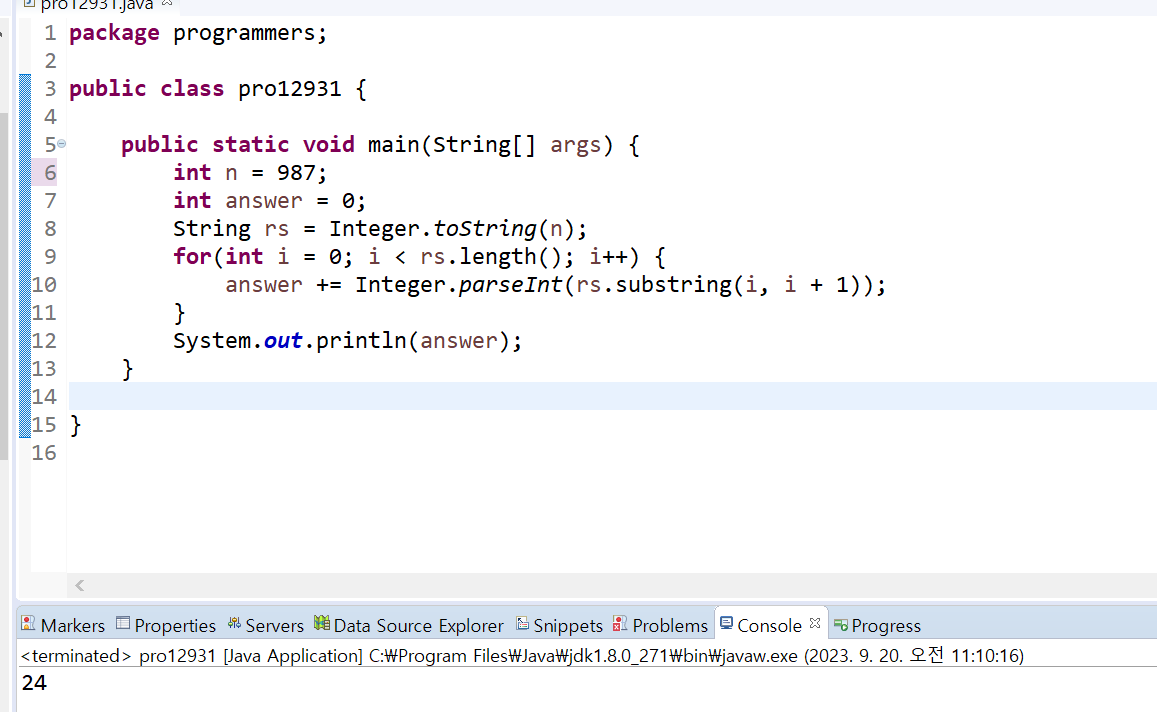 pro12931.java
1 package programmers;
2
3 public class pro12931 {
4
5     public static void main(String[] args) {
6         int n = 987;
7         int answer = 0;
8         String rs = Integer.toString(n);
9         for(int i = 0; i < rs.length(); i++) {
10             answer += Integer.parseInt(rs.substring(i, i + 1));
11         }
12         System.out.println(answer);
13     }
14
15 }
16
Markers Properties Servers Data Source Explorer Snippets Problems Console Progress
<terminated> pro12931 [Java Application] C:₩Program Files₩Java₩jdk1.8.0_271₩bin₩javaw.exe (2023. 9. 20. 오전 11:10:16)
24